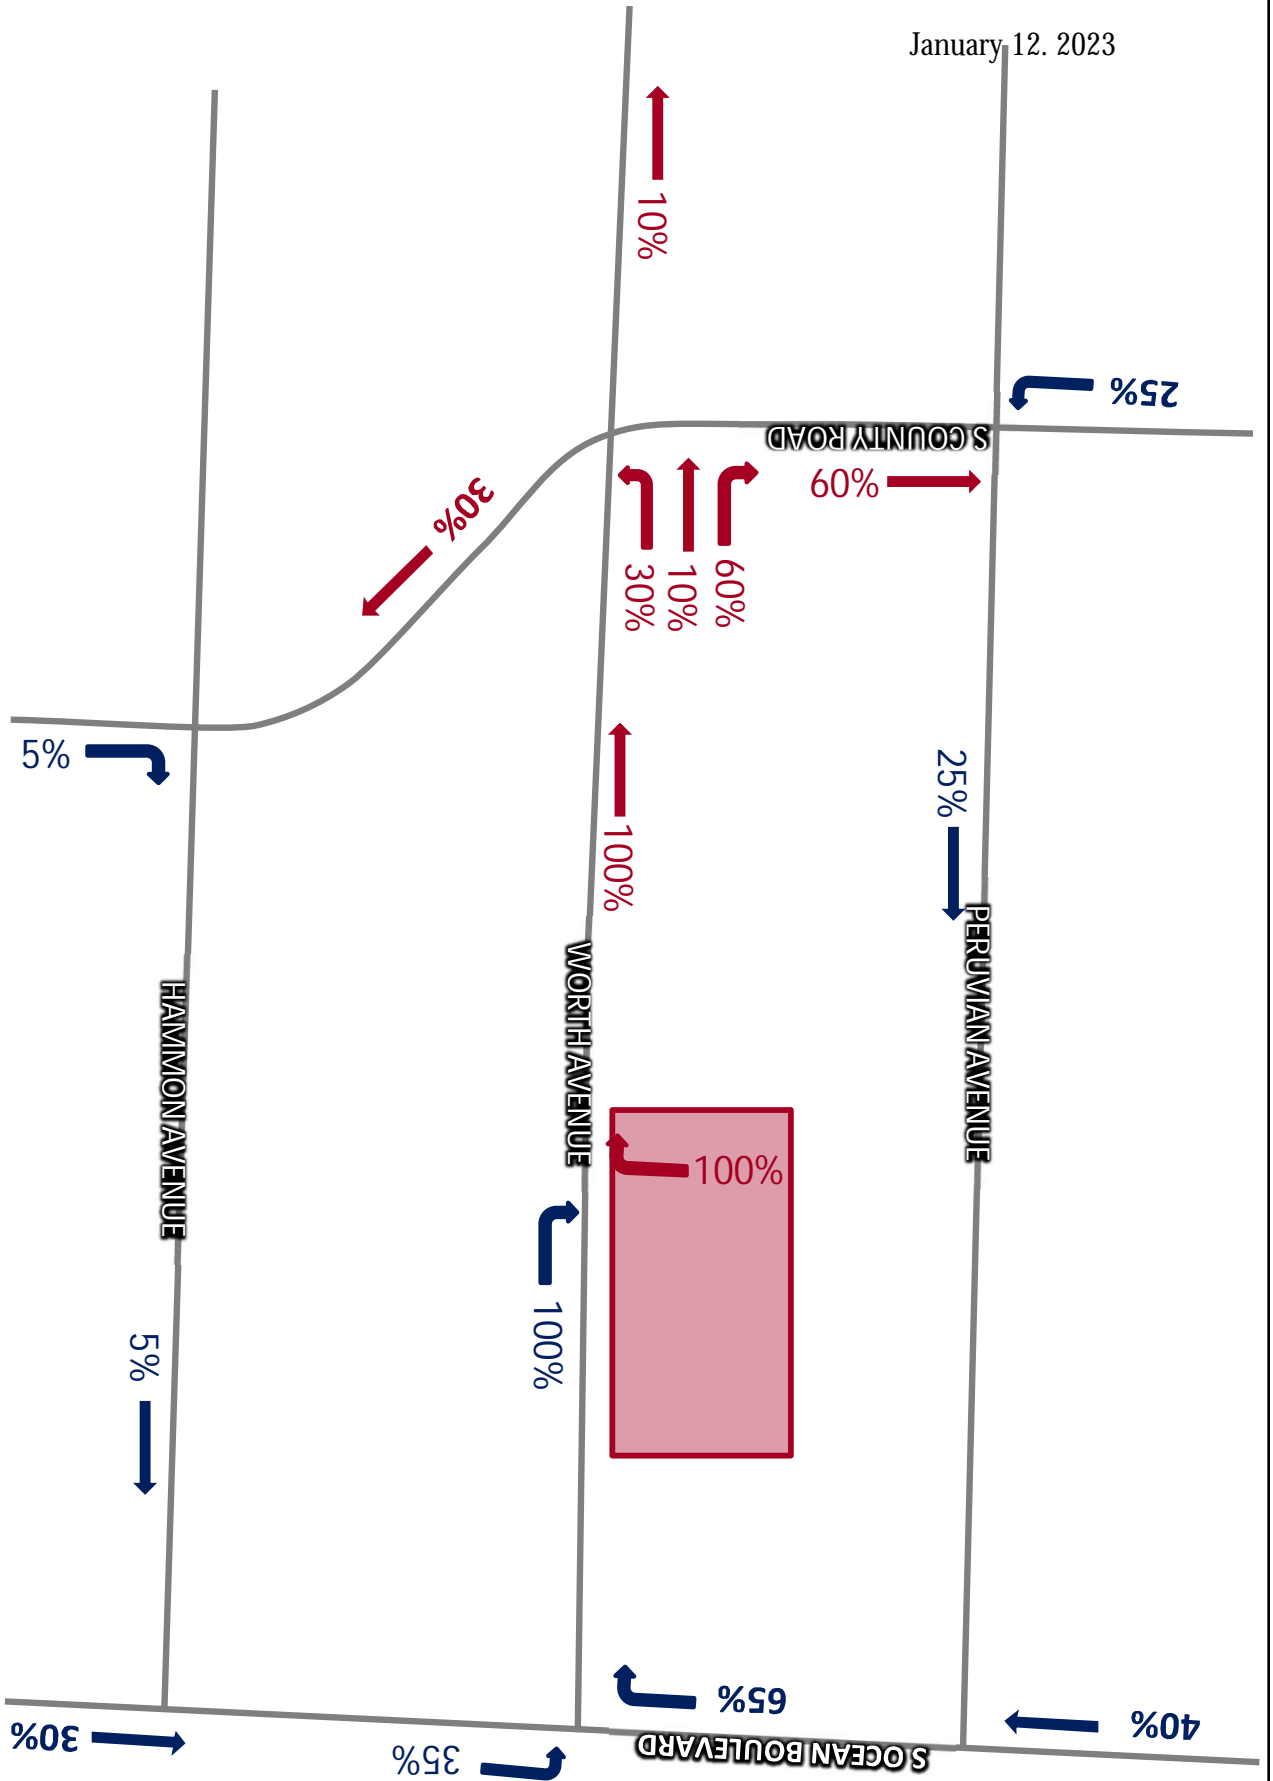 January 12. 2023
10%
25%
S COUNTY ROAD
60%
30%
30%
10%
60%
5%
25%
100%
PERUVIAN AVENUE
WORTH AVENUE
HAMMON AVENUE
100%
100%
5%
65%
40%
30%
S OCEAN BOULEVARD
35%